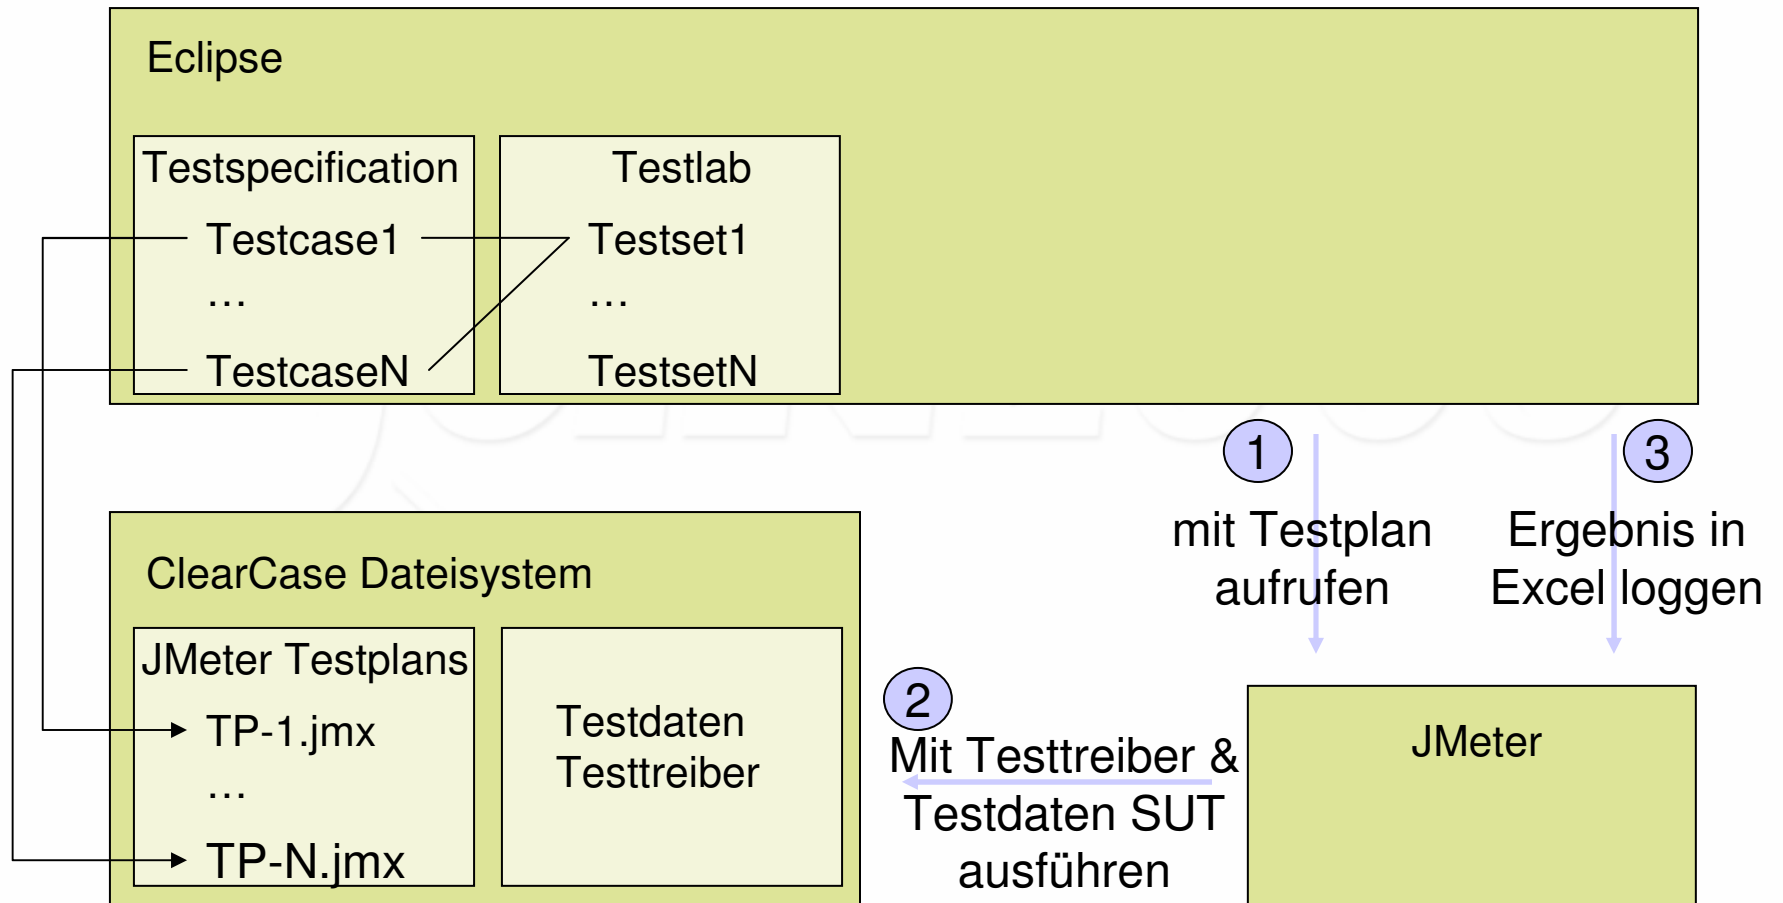 Eclipse
Testspecification
Testcase1
…
TestcaseN
Testlab
Testset1
…
TestsetN
1
mit Testplan
aufrufen
3
Ergebnis in
Excel loggen
ClearCase Dateisystem
JMeter Testplans
TP-1.jmx
…
TP-N.jmx
Testdaten
Testtreiber
2
Mit Testtreiber &
Testdaten SUT
ausführen
JMeter